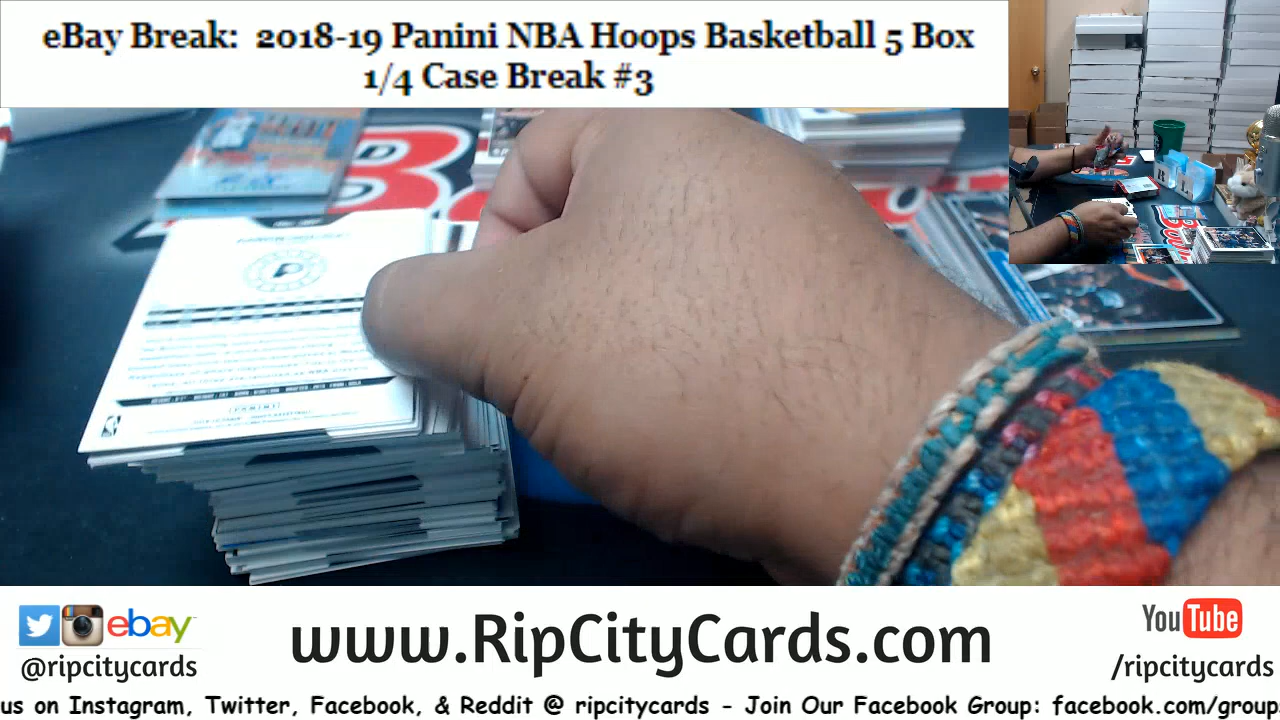 eBay Break: 2018-19 Panini NBA Hoops Basketball 5 Box
1/4 Case Break #3
ebay
@ripcitycards
www.RipCityCards.com
YouTube
/ripcitycards
us on Instagram, Twitter, Facebook, & Reddit @ ripcitycards - Join Our Facebook Group: facebook.com/group
PANINI